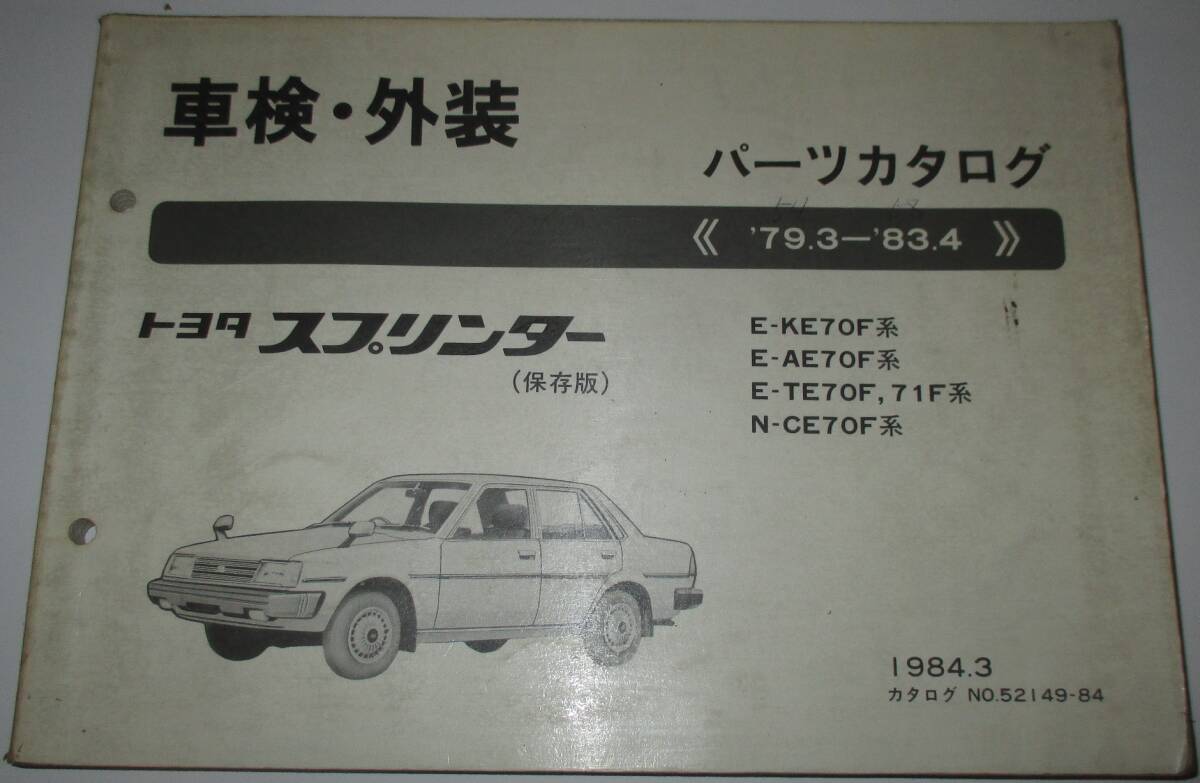 車検・外装
パーツカタログ
《 '79.3−'83.4 》
トヨタ スプリンター
(保存版)
E-KE70F系
E-AE70F系
E-TE70F, 71F系
N-CE70F系
1984.3
カタログ NO.52149-84